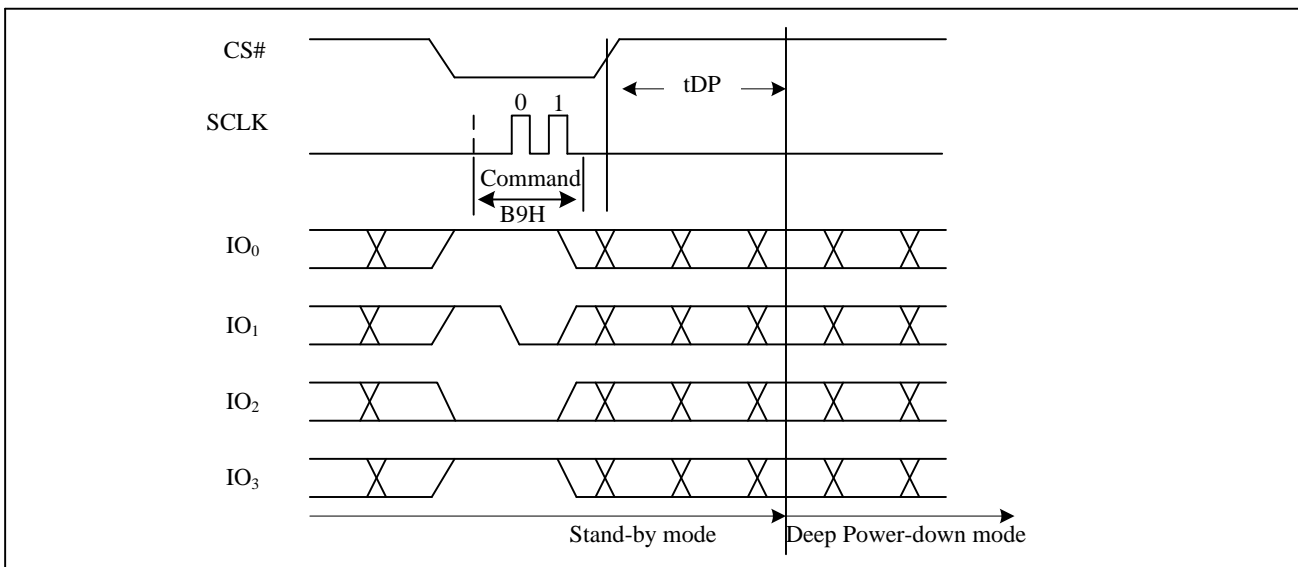 CS#
tDP
0 1
SCLK
Command
B9H
IO₀
IO₁
IO₂
IO₃
Stand-by mode Deep Power-down mode